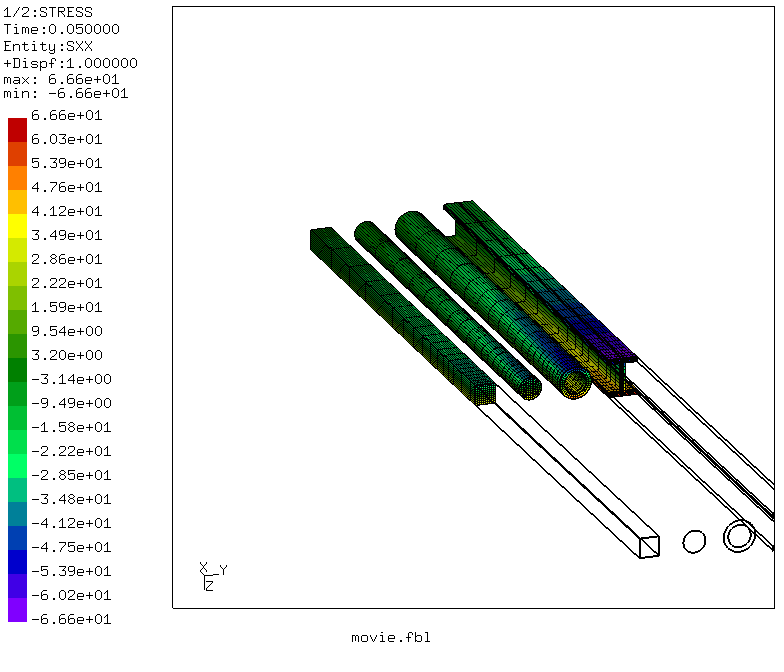 1/2:STRESS
Time:0.050000
Entity:SXX
+Dispf:1.000000
max: 6.66e+01
min: -6.66e+01
6.66e+01
6.03e+01
5.39e+01
4.76e+01
4.12e+01
3.49e+01
2.86e+01
2.22e+01
1.59e+01
9.54e+00
3.20e+00
-3.14e+00
-9.49e+00
-1.58e+01
-2.22e+01
-2.85e+01
-3.48e+01
-4.12e+01
-4.75e+01
-5.39e+01
-6.02e+01
-6.66e+01
X
Y
Z
movie.fbl